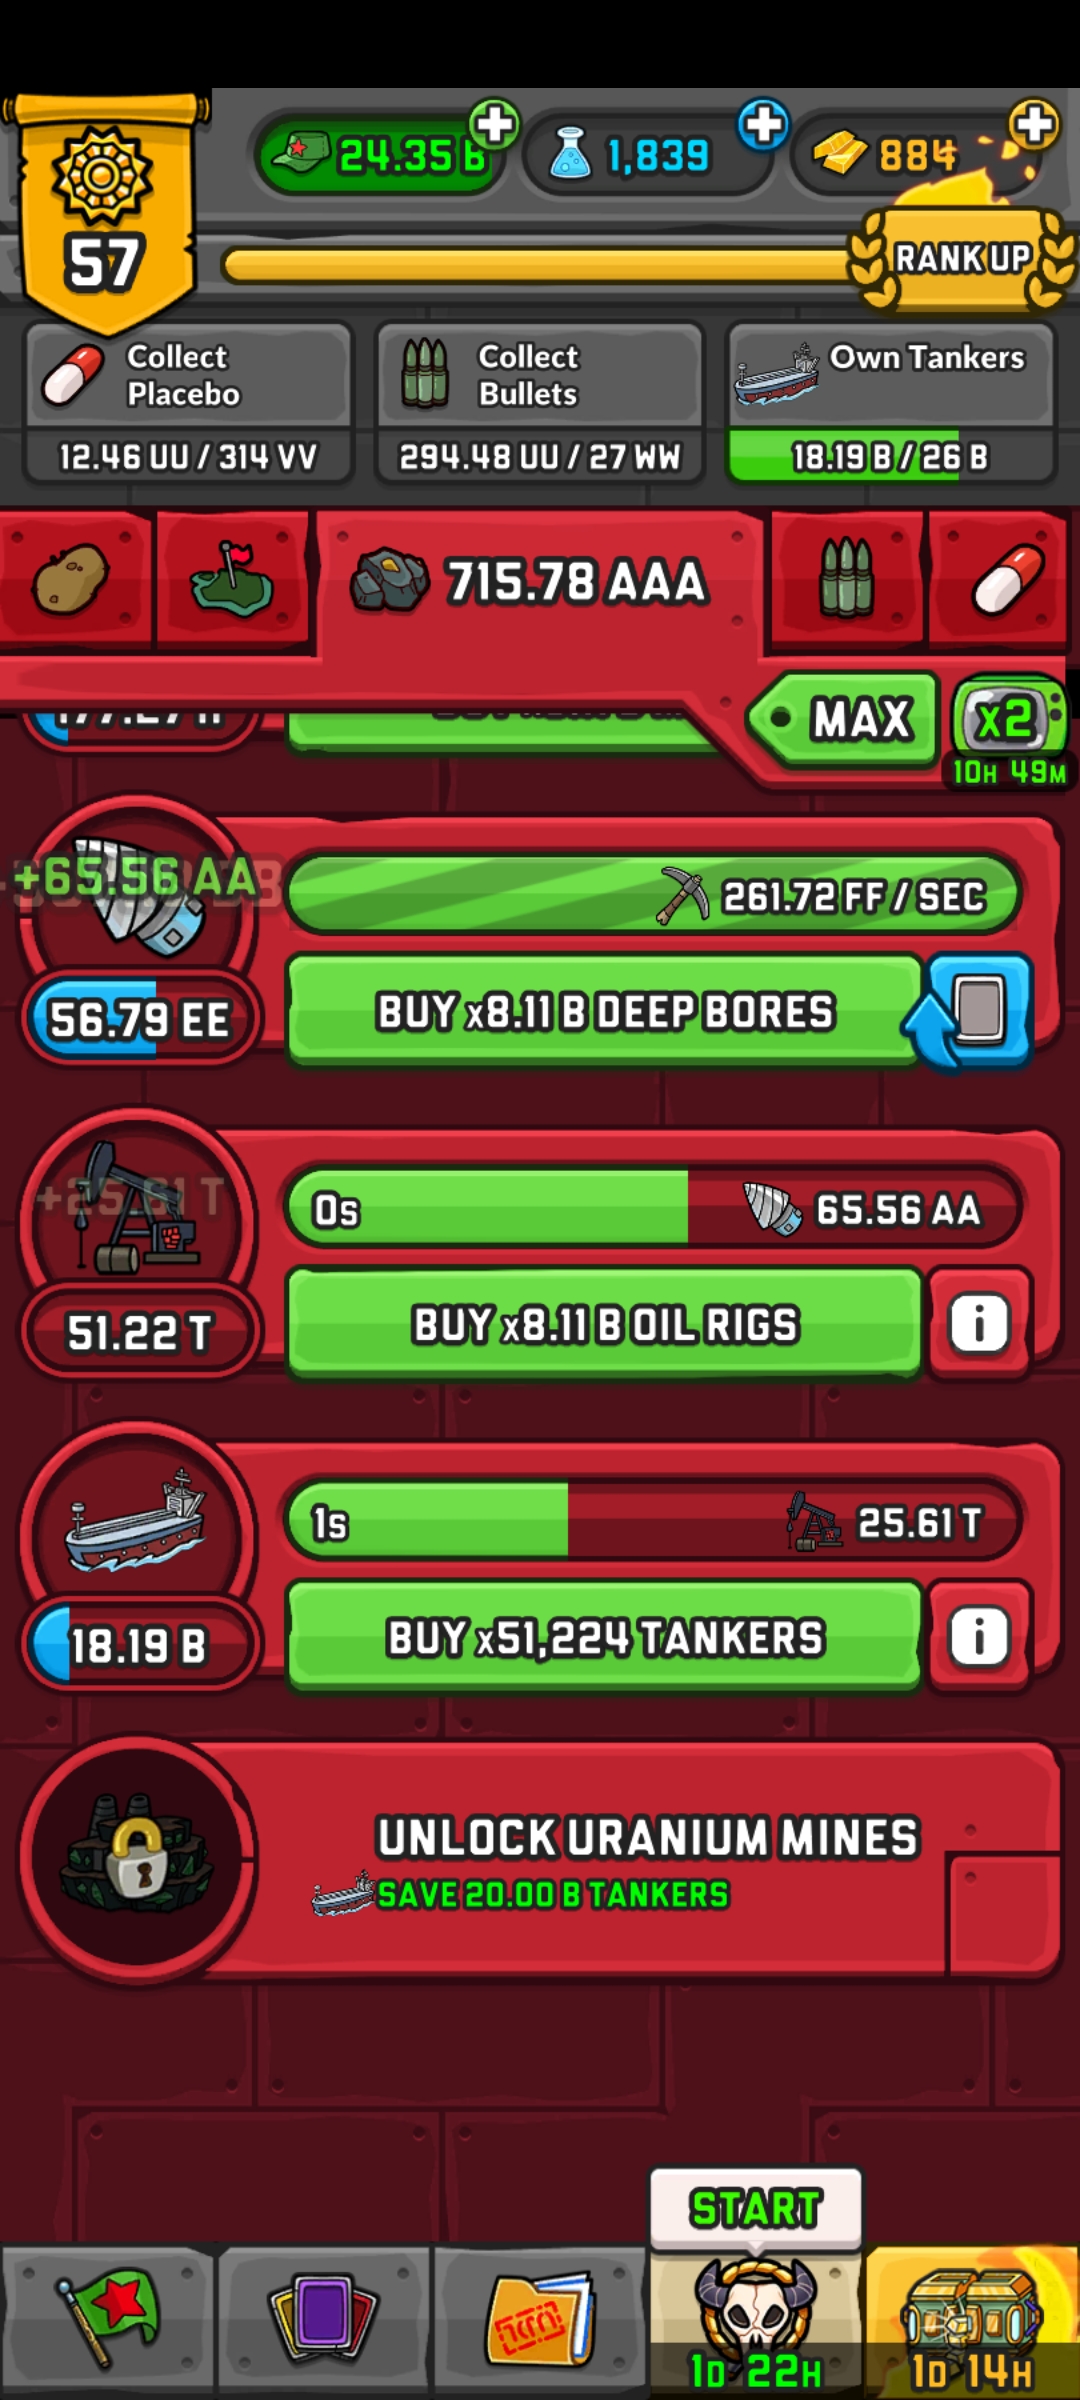 24.35 B
1,839
884
57
RANK UP
Collect
Placebo
12.46 UU / 314 VV
Collect
Bullets
294.48 UU / 27 WW
Own Tankers
18.19 B / 26 B
715.78 AAA
MAX
x2
10H 49M
+65.56 AA
261.72 FF / SEC
56.79 EE
BUY x8.11 B DEEP BORES
+25.61 T
0s
65.56 AA
51.22 T
BUY x8.11 B OIL RIGS
i
1s
25.61 T
18.19 B
BUY x51,224 TANKERS
i
UNLOCK URANIUM MINES
SAVE 20.00 B TANKERS
START
1D 22H
1D 14H